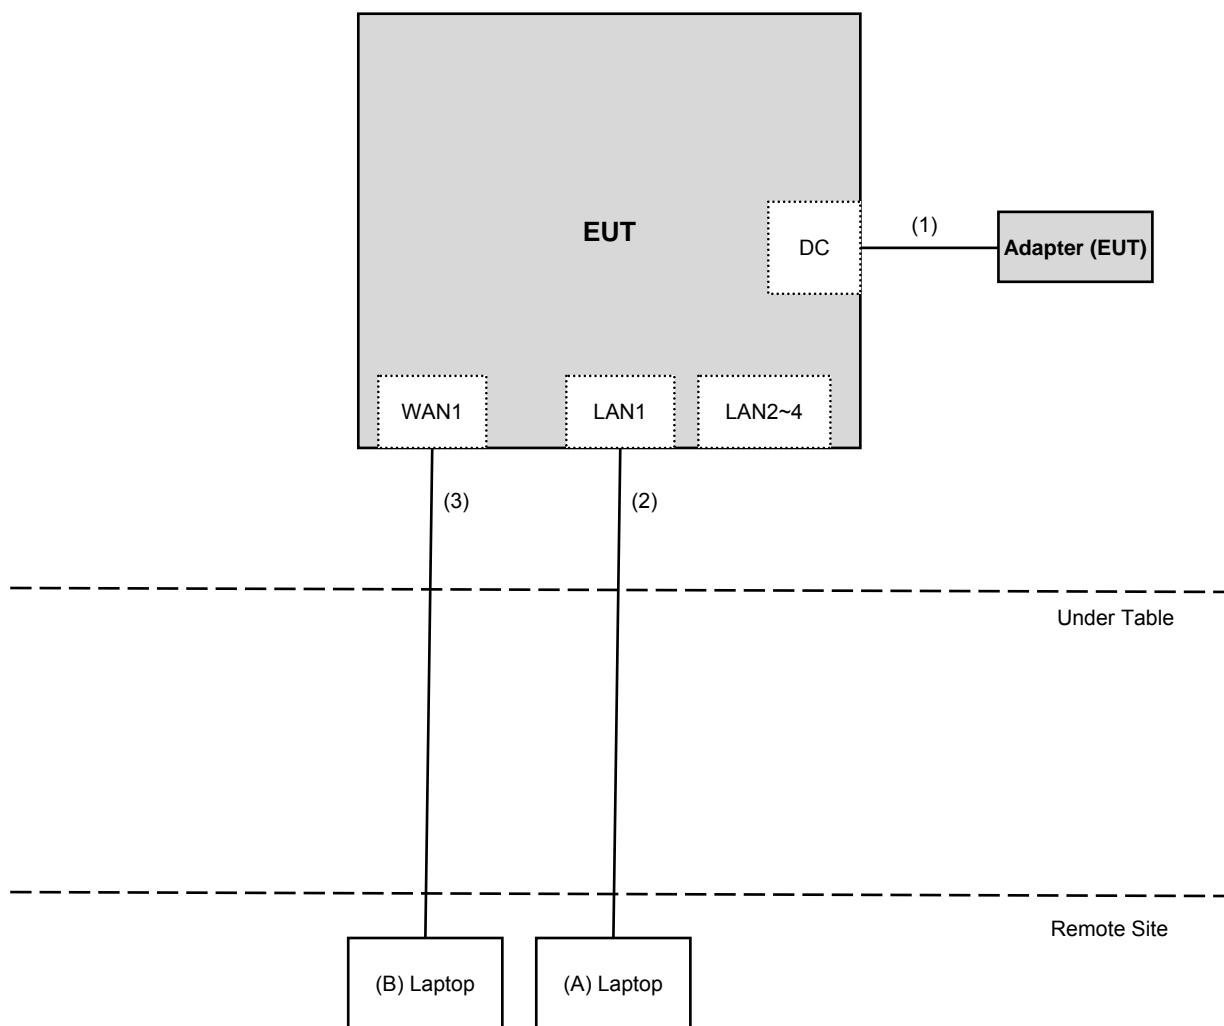 (1)
EUT
DC
Adapter (EUT)
WAN1
LAN1
LAN2~4
(3)
(2)
Under Table
Remote Site
(B) Laptop
(A) Laptop